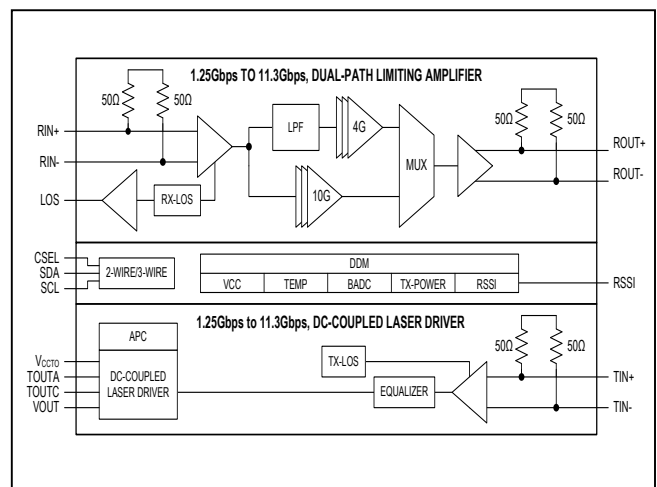 1.25Gbps TO 11.3Gbps, DUAL-PATH LIMITING AMPLIFIER
50Ω 50Ω
50Ω 50Ω
RIN+
RIN-
LOS
RX-LOS
LPF
4G
10G
MUX
ROUT+
ROUT-
CSEL
SDA
SCL
2-WIRE/3-WIRE
DDM
VCC TEMP BADC TX-POWER RSSI
RSSI
1.25Gbps to 11.3Gbps, DC-COUPLED LASER DRIVER
APC
VCCTO
TOUTA
TOUTC
VOUT
DC-COUPLED
LASER DRIVER
TX-LOS
EQUALIZER
50Ω 50Ω
TIN+
TIN-